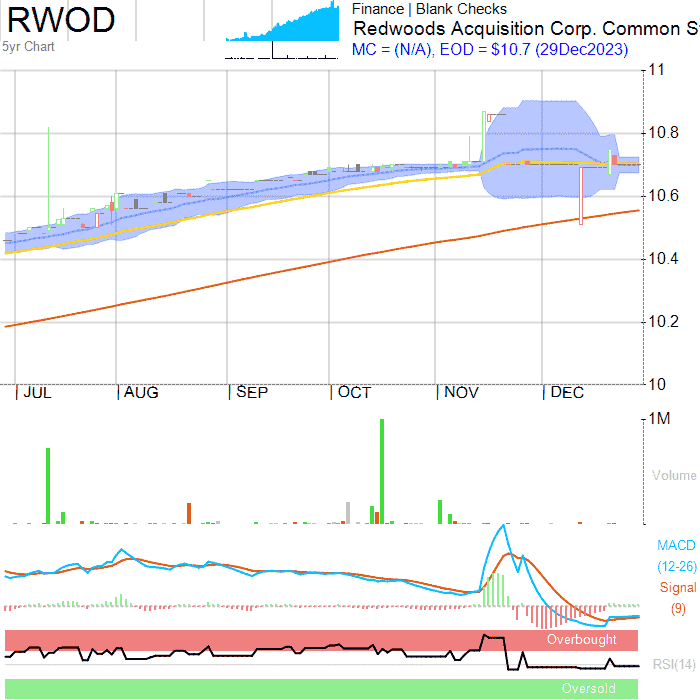 RWOD
5yr Chart
Finance | Blank Checks
Redwoods Acquisition Corp. Common S
MC = (N/A), EOD = $10.7 (29Dec2023)
11
10.8
10.6
10.4
10.2
10
JUL AUG SEP OCT NOV DEC
1M
Volume
MACD
(12-26)
Signal
(9)
Overbought
RSI(14)
Oversold